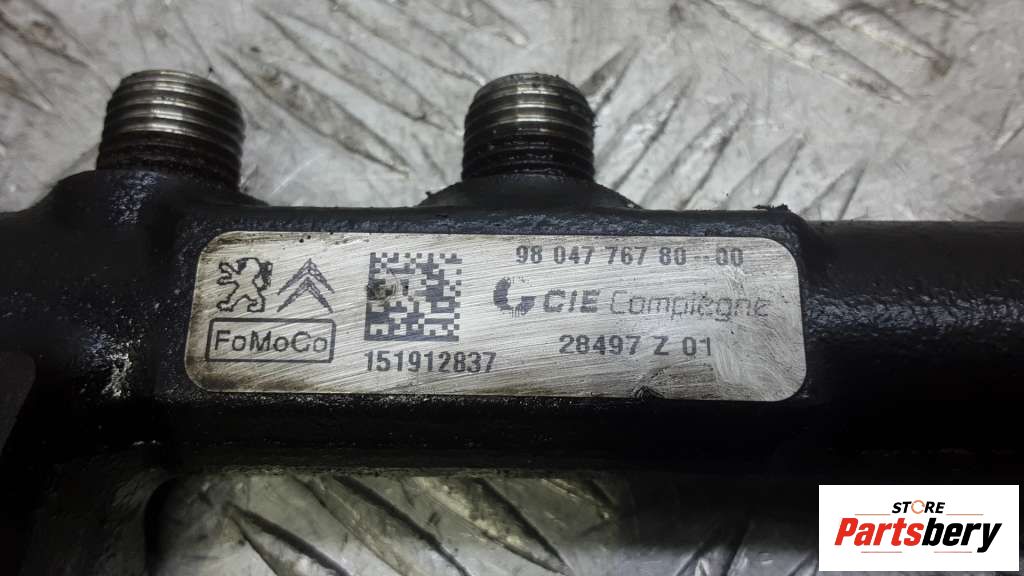 98 047 767 80--00
CIE Compiègne
FoMoCo
151912837
28497 Z 01
STORE
Partsbery